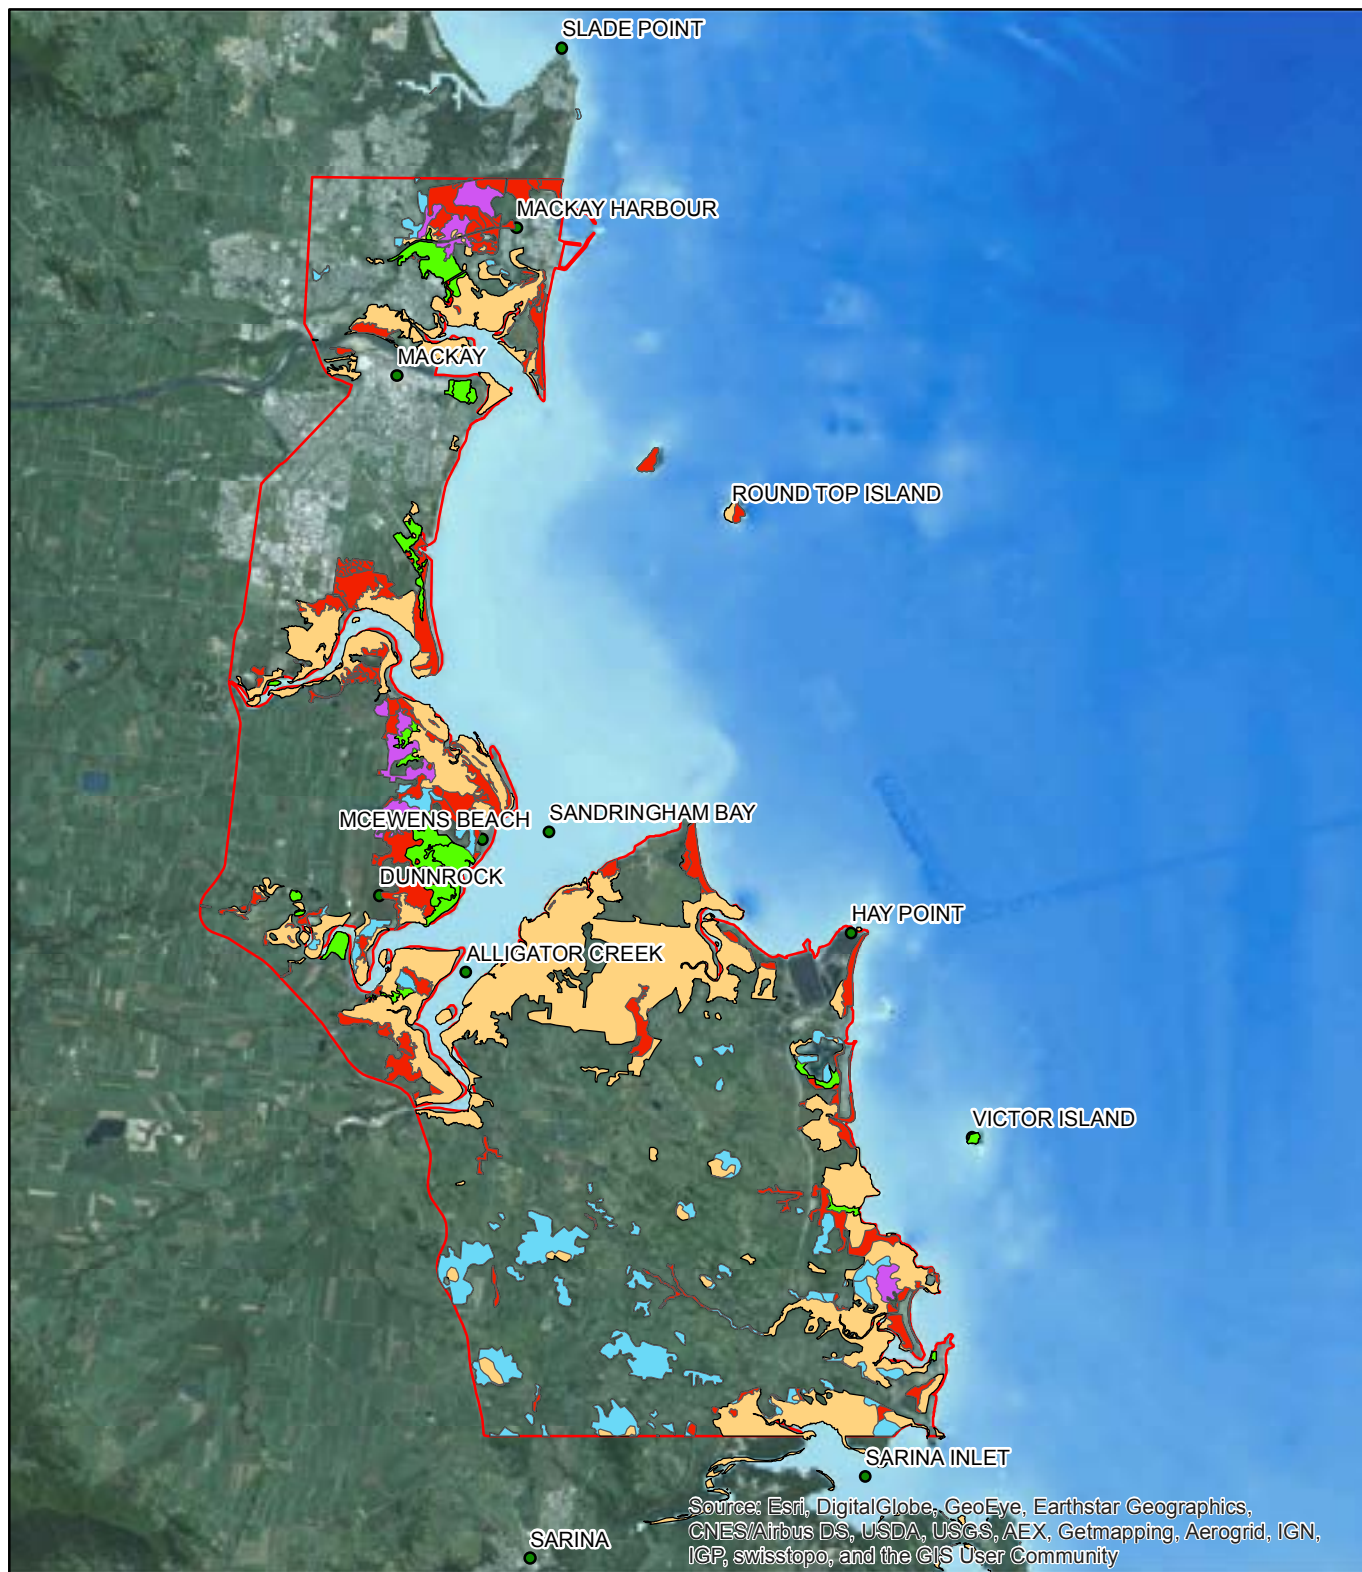 SLADE POINT
MACKAY HARBOUR
MACKAY
ROUND TOP ISLAND
MCEWENS BEACH
SANDRINGHAM BAY
DUNNROCK
HAY POINT
ALLIGATOR CREEK
VICTOR ISLAND
SARINA INLET
Source: Esri, DigitalGlobe, GeoEye, Earthstar Geographics,
CNES/Airbus DS, USDA, USGS, AEX, Getmapping, Aerogrid, IGN,
IGP, swisstopo, and the GIS User Community
SARINA